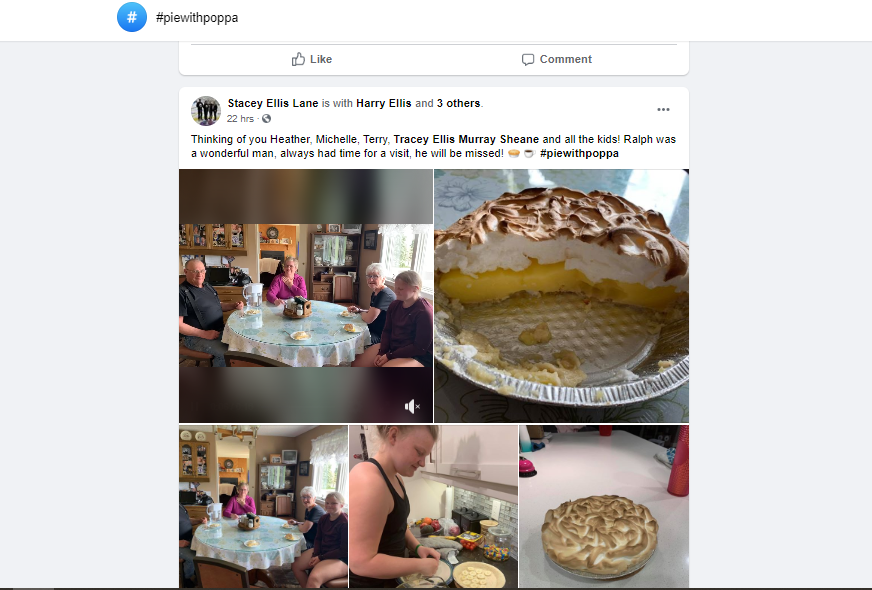 # #piewithpoppa
Like Comment
Stacey Ellis Lane is with Harry Ellis and 3 others.
22 hrs ·
Thinking of you Heather, Michelle, Terry, Tracey Ellis Murray Sheane and all the kids! Ralph was
a wonderful man, always had time for a visit, he will be missed! 🥧 ☕ #piewithpoppa